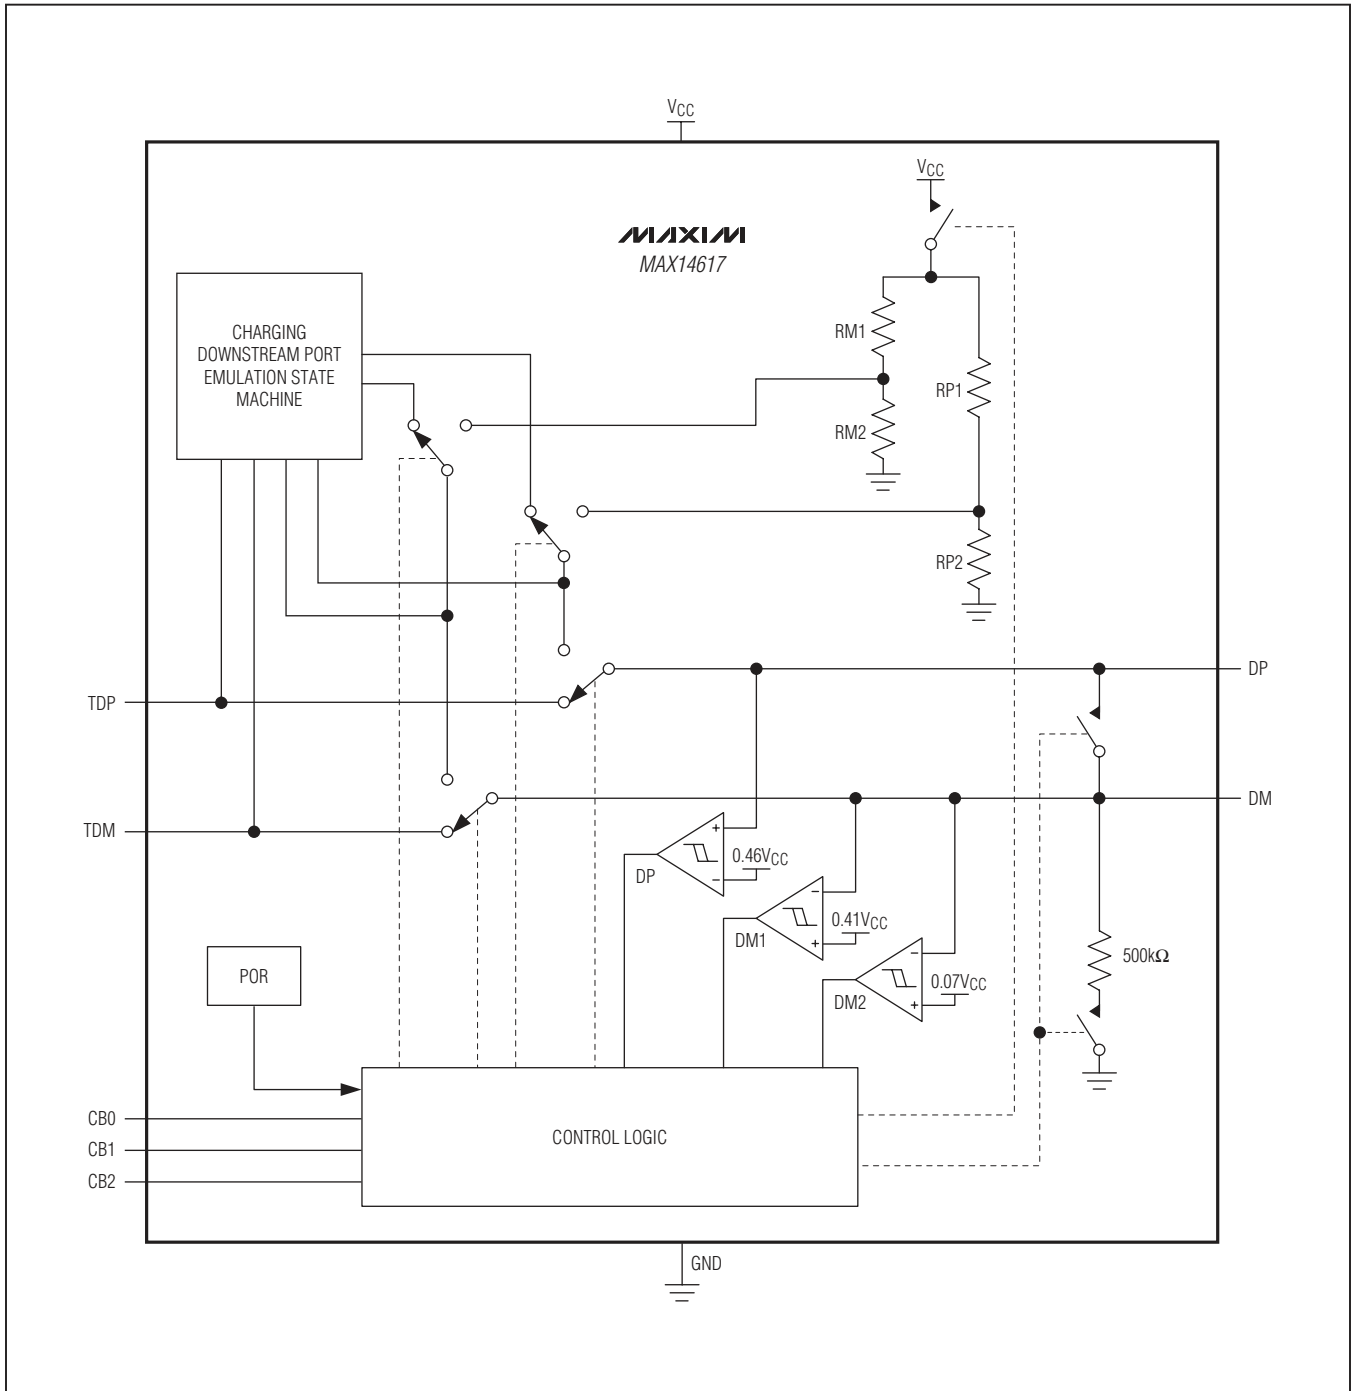 VCC
VCC
MAXIM
MAX14617
CHARGING
DOWNSTREAM PORT
EMULATION STATE
MACHINE
RM1
RP1
RM2
RP2
DP
TDP
DM
TDM
+
0.46VCC
DP
−
−
0.41VCC
DM1
+
−
500kΩ
0.07VCC
DM2
+
POR
CB0
CONTROL LOGIC
CB1
CB2
GND